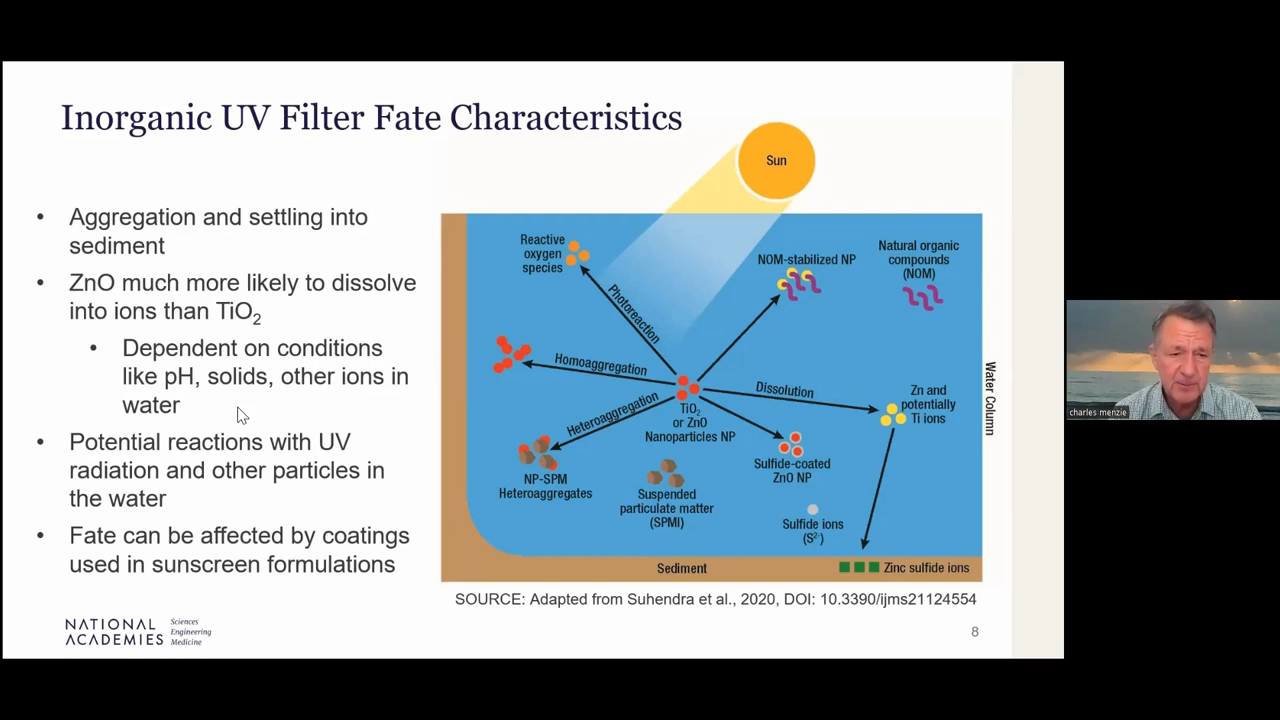 Inorganic UV Filter Fate Characteristics
• Aggregation and settling into
sediment
• ZnO much more likely to dissolve
into ions than TiO₂
• Dependent on conditions
like pH, solids, other ions in
water
• Potential reactions with UV
radiation and other particles in
the water
• Fate can be affected by coatings
used in sunscreen formulations
Sun
Reactive
oxygen
species
Photoreaction
NOM-stabilized NP
Natural organic
compounds
(NOM)
Homoaggregation
Dissolution
Heteroaggregation
TiO₂
or ZnO
Nanoparticles NP
Zn and
potentially
Ti ions
Water Column
NP-SPM
Heteroaggregates
Suspended
particulate matter
(SPMI)
Sulfide-coated
ZnO NP
Sulfide ions
(S²⁻)
Sediment
Zinc sulfide ions
SOURCE: Adapted from Suhendra et al., 2020, DOI: 10.3390/ijms21124554
NATIONAL
ACADEMIES
Sciences
Engineering
Medicine
8
charles menzie